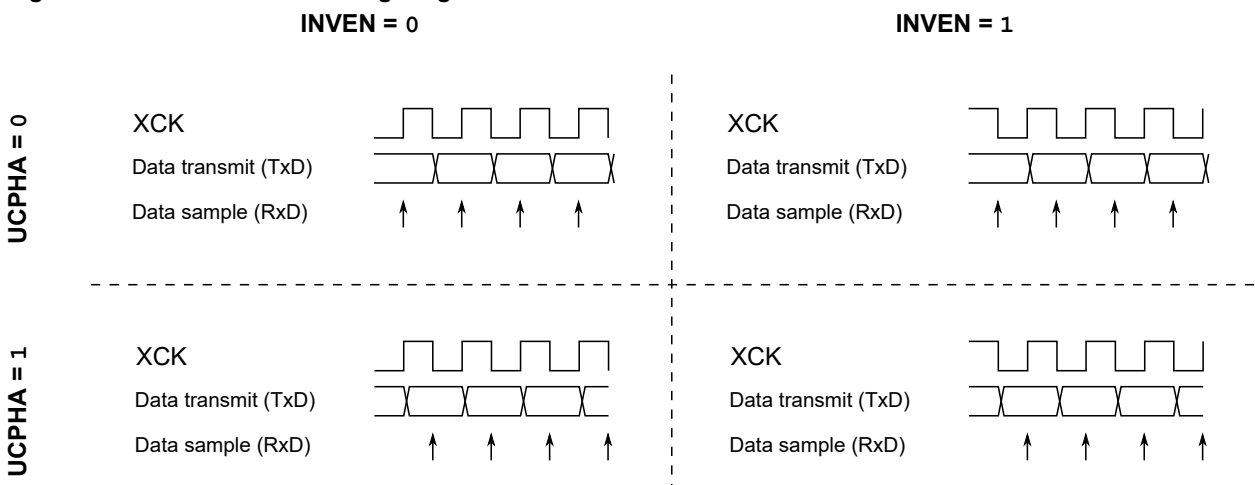 INVEN = 0
INVEN = 1
UCPHA = 0
XCK
Data transmit (TxD)
Data sample (RxD)
XCK
Data transmit (TxD)
Data sample (RxD)
UCPHA = 1
XCK
Data transmit (TxD)
Data sample (RxD)
XCK
Data transmit (TxD)
Data sample (RxD)